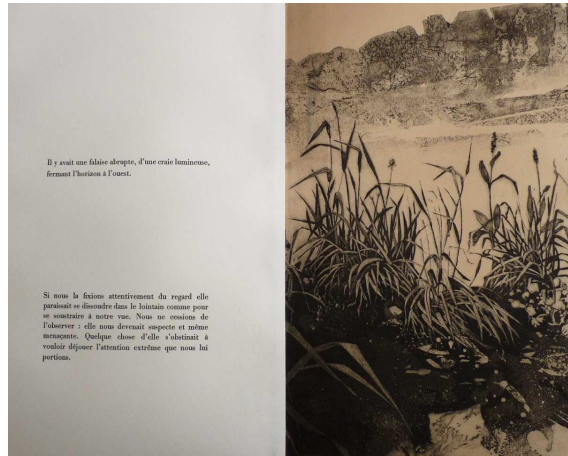 Il y avait une falaise abrupte, d'une craie lumineuse,
fermant l'horizon à l'ouest.
Si nous la fixions attentivement du regard elle
paraissait se dissoudre dans le lointain comme pour
se soustraire à notre vue. Nous ne cessions de
l'observer : elle nous devenait suspecte et même
menaçante. Quelque chose d'elle s'obstinait à
vouloir déjouer l'attention extrême que nous lui
portions.